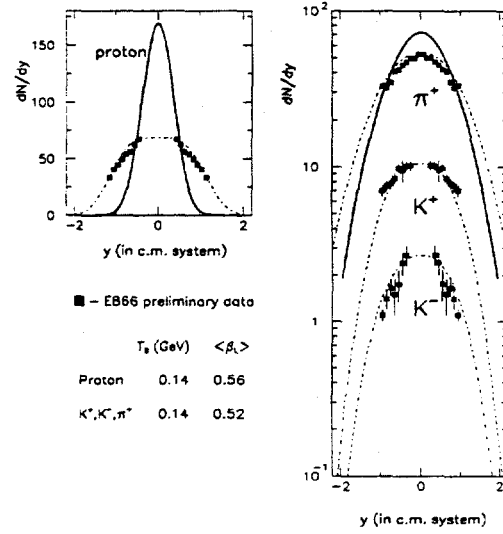 dN/dy
150
100
50
0
proton
-2
0
2
y (in c.m. system)
■ – E866 preliminary data
T₀ (GeV) <β_L>
Proton 0.14 0.56
K⁺,K⁻,π⁺ 0.14 0.52
dN/dy
10²
10
1
10⁻¹
π⁺
K⁺
K⁻
-2
0
2
y (in c.m. system)